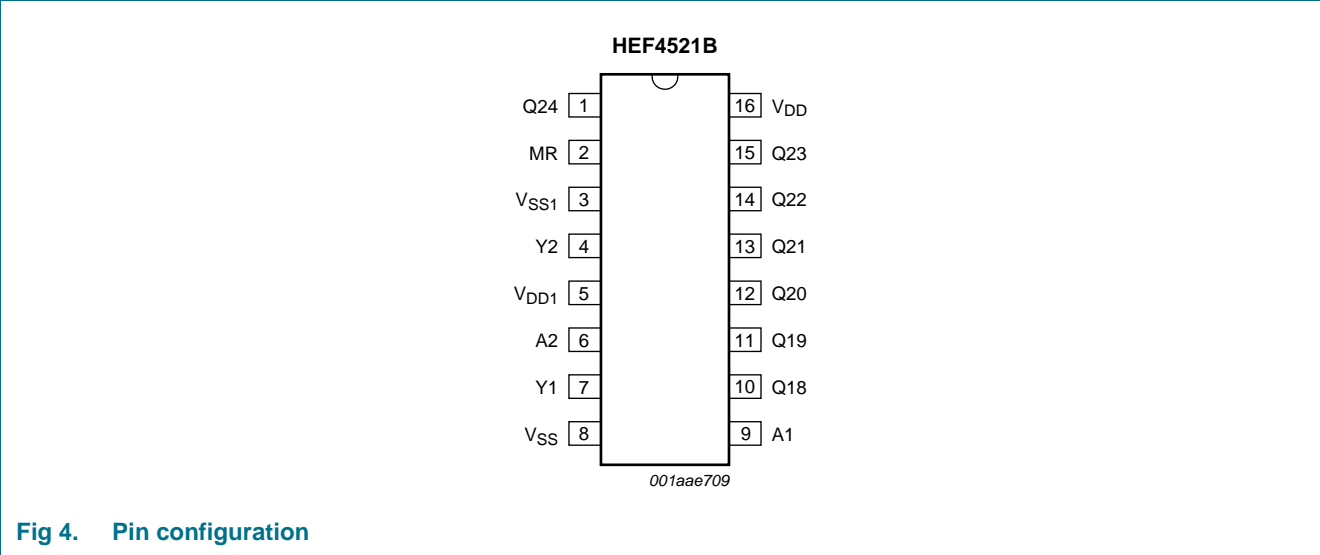 HEF4521B
Q24 1 16 VDD
MR 2 15 Q23
VSS1 3 14 Q22
Y2 4 13 Q21
VDD1 5 12 Q20
A2 6 11 Q19
Y1 7 10 Q18
VSS 8 9 A1
001aae709
Fig 4. Pin configuration